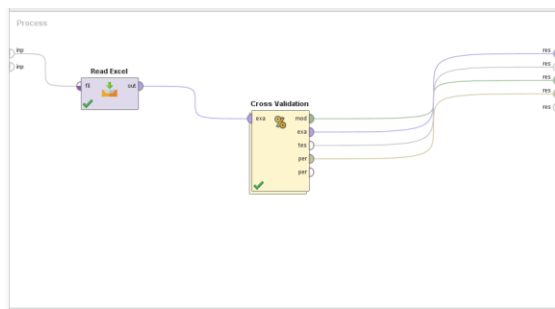 Process
inp
inp
res
res
res
res
res
Read Excel
fil
out
Cross Validation
exa
mod
exa
tes
per
per